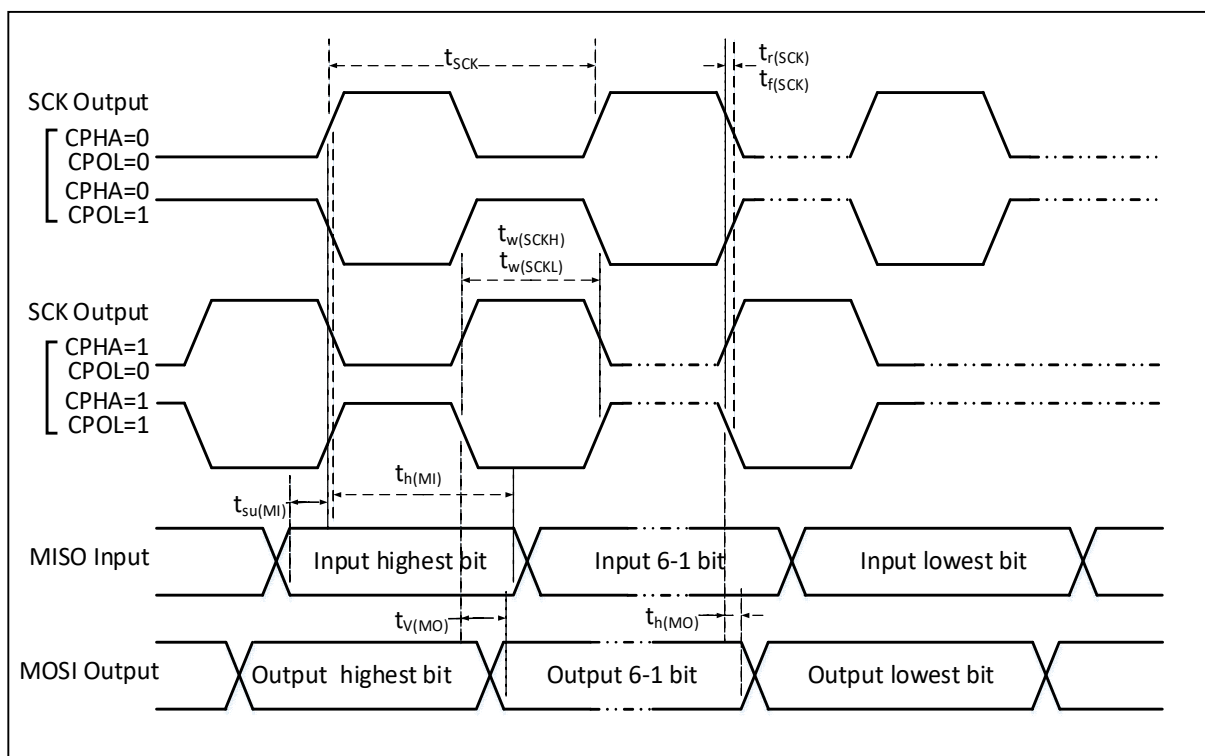 tSCK
tr(SCK)
tf(SCK)
SCK Output
CPHA=0
CPOL=0
CPHA=0
CPOL=1
tw(SCKH)
tw(SCKL)
SCK Output
CPHA=1
CPOL=0
CPHA=1
CPOL=1
th(MI)
tsu(MI)
MISO Input
Input highest bit
Input 6-1 bit
Input lowest bit
tV(MO)
th(MO)
MOSI Output
Output highest bit
Output 6-1 bit
Output lowest bit